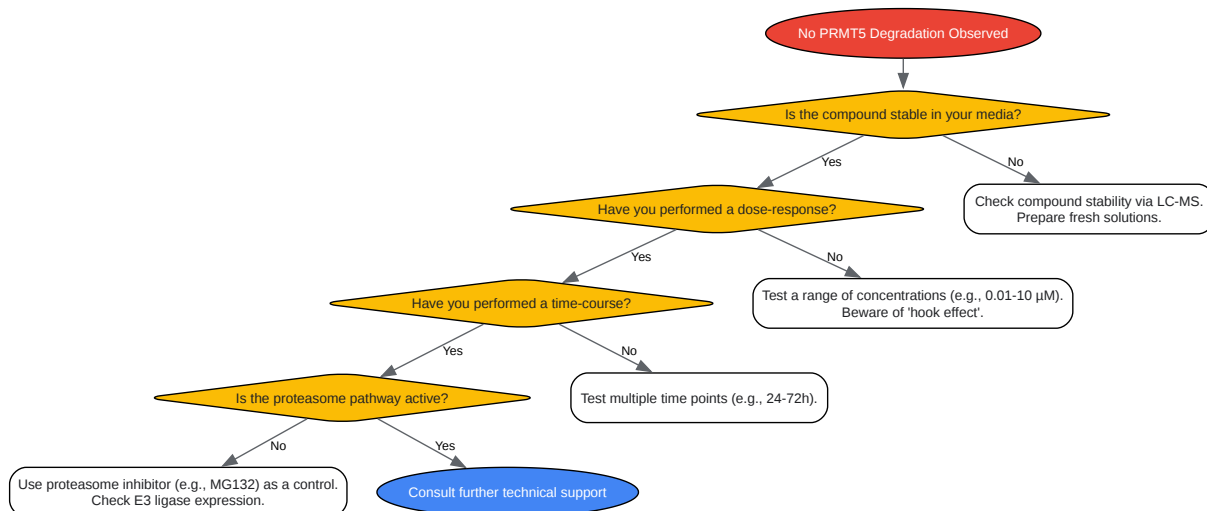 No PRMT5 Degradation Observed
Is the compound stable in your media?
Yes
No
Have you performed a dose-response?
Check compound stability via LC-MS.
Prepare fresh solutions.
Yes
No
Have you performed a time-course?
Test a range of concentrations (e.g., 0.01-10 µM).
Beware of 'hook effect'.
Yes
No
Is the proteasome pathway active?
Test multiple time points (e.g., 24-72h).
No
Yes
Use proteasome inhibitor (e.g., MG132) as a control.
Check E3 ligase expression.
Consult further technical support